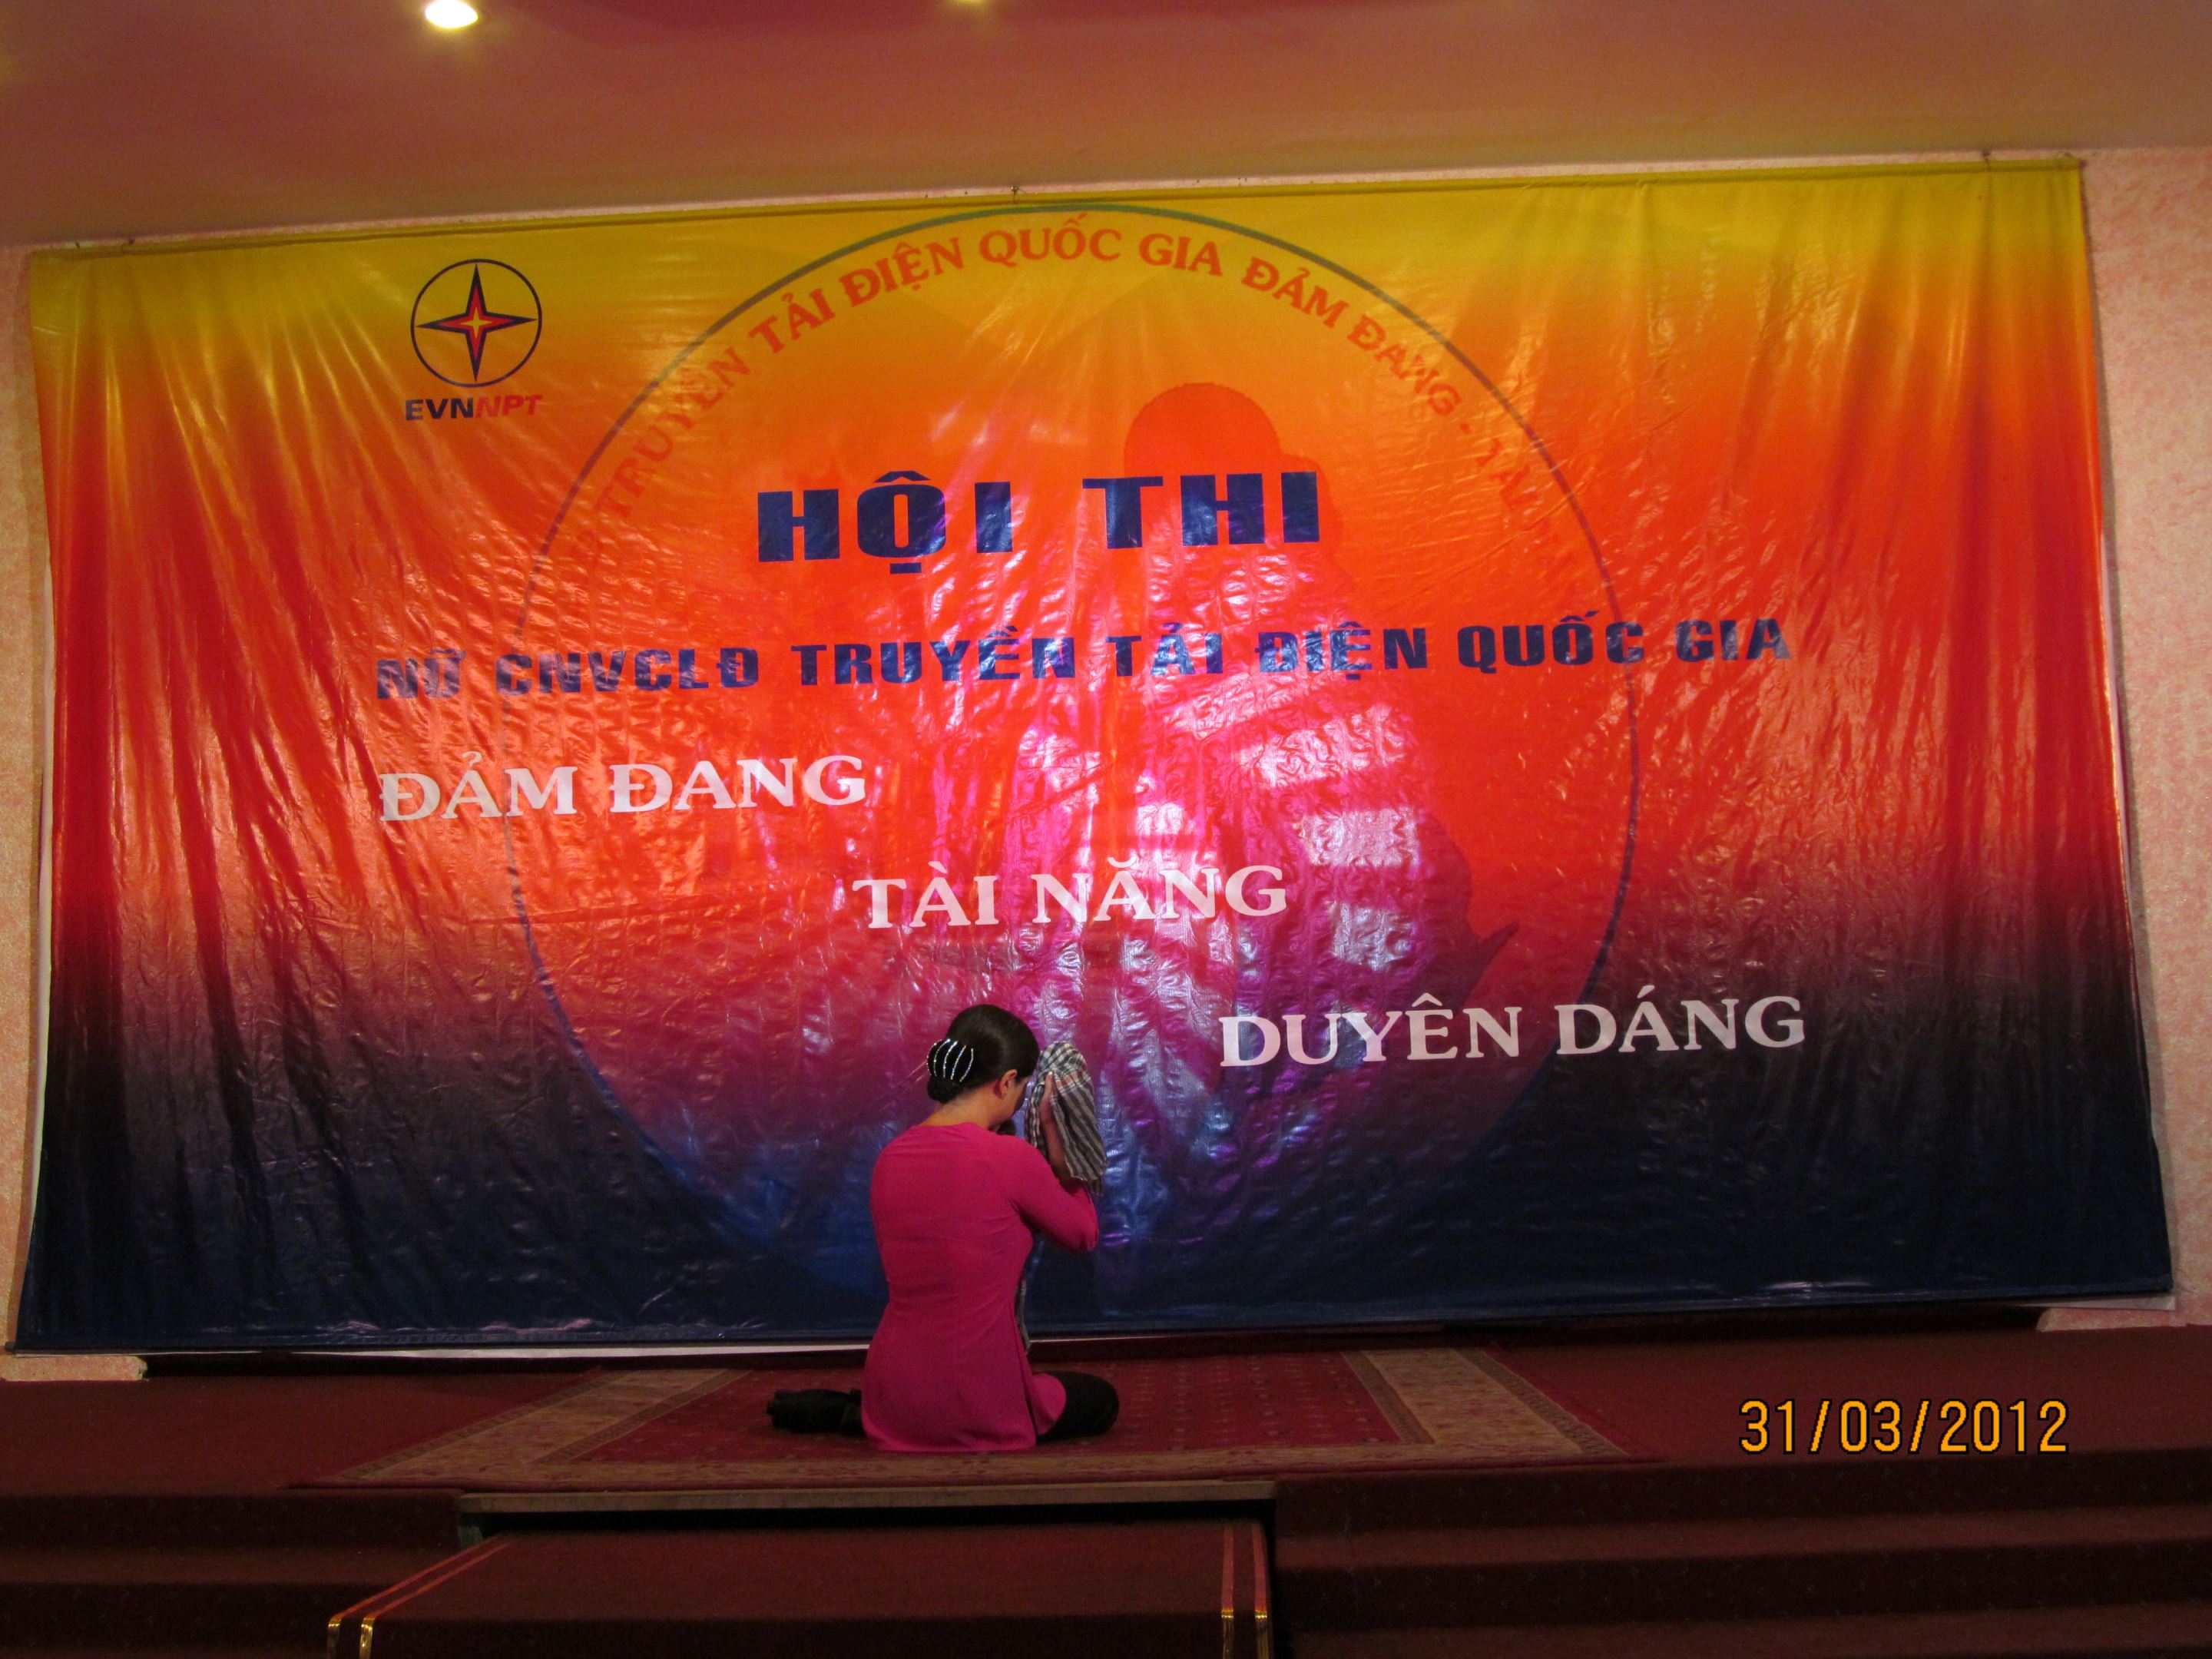 TRUYỀN TẢI ĐIỆN QUỐC GIA ĐẢM ĐANG -
EVNNPT
HỘI THI
NỮ CNVCLĐ TRUYỀN TẢI ĐIỆN QUỐC GIA
ĐẢM ĐANG
TÀI NĂNG
DUYÊN DÁNG
31/03/2012